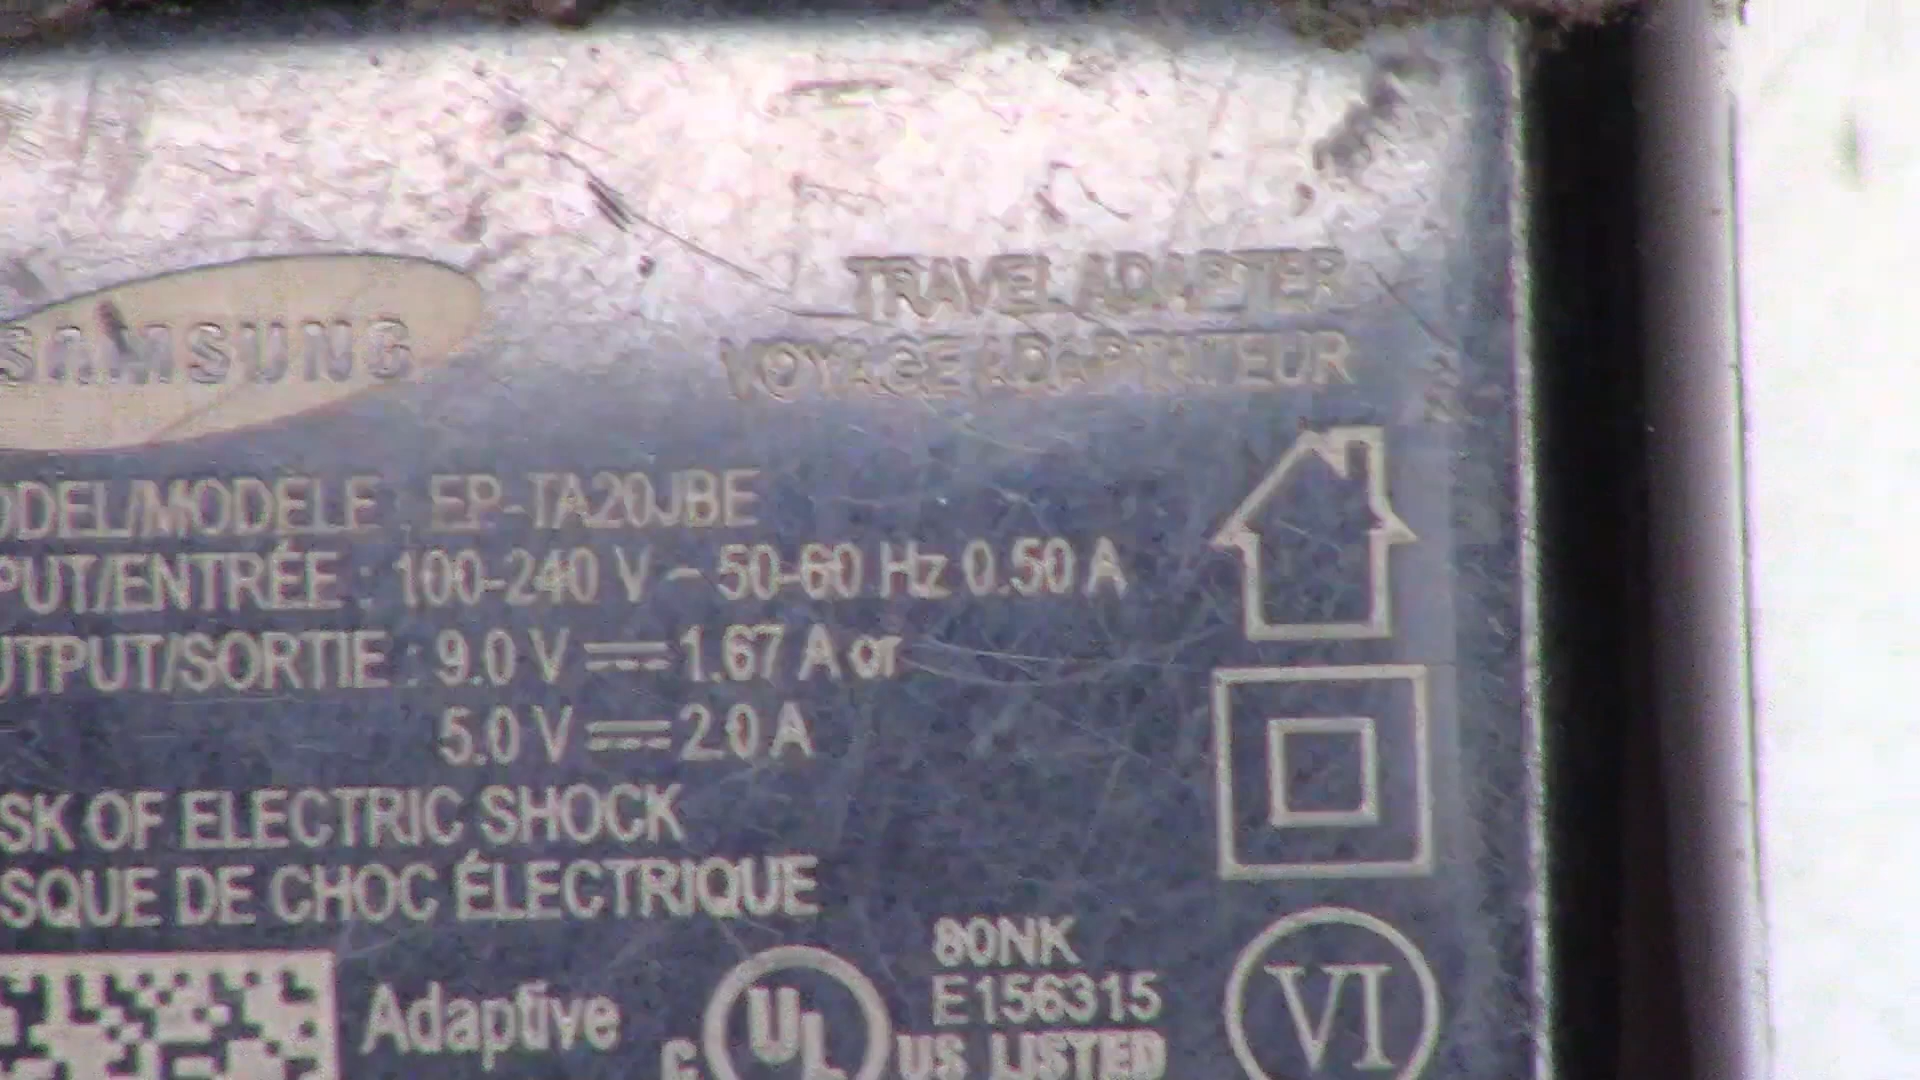 SAMSUNG
TRAVEL ADAPTER
VOYAGE ADAPTATEUR
ODEL/MODÈLE : EP-TA20JBE
PUT/ENTRÉE : 100-240 V ~ 50-60 Hz 0.50 A
UTPUT/SORTIE : 9.0 V ⎓ 1.67 A or
5.0 V ⎓ 2.0 A
SK OF ELECTRIC SHOCK
SQUE DE CHOC ÉLECTRIQUE
Adaptive
80NK
E156315
C UL US LISTED
VI